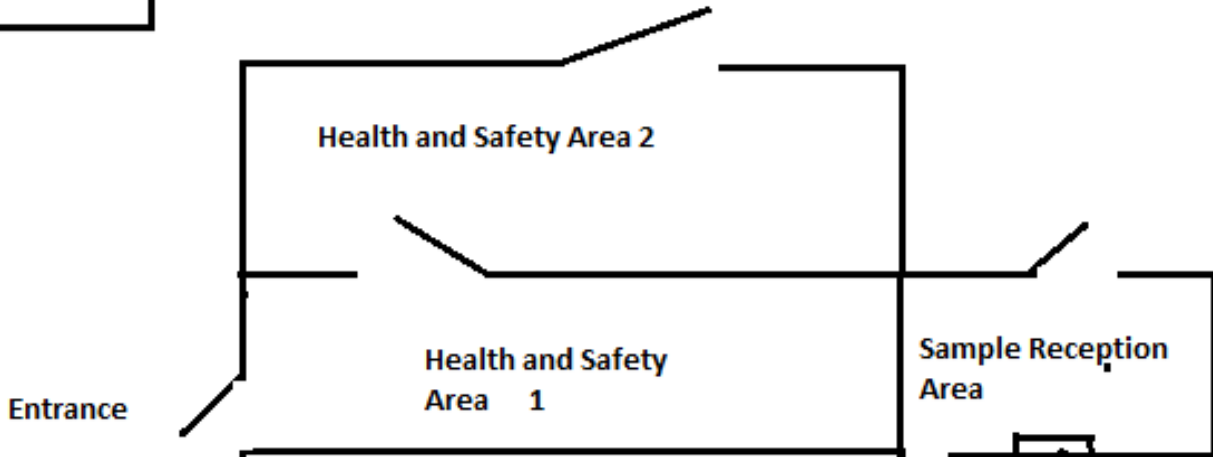 Health and Safety Area 2
Health and Safety
Area 1
Sample Reception
Area
Entrance